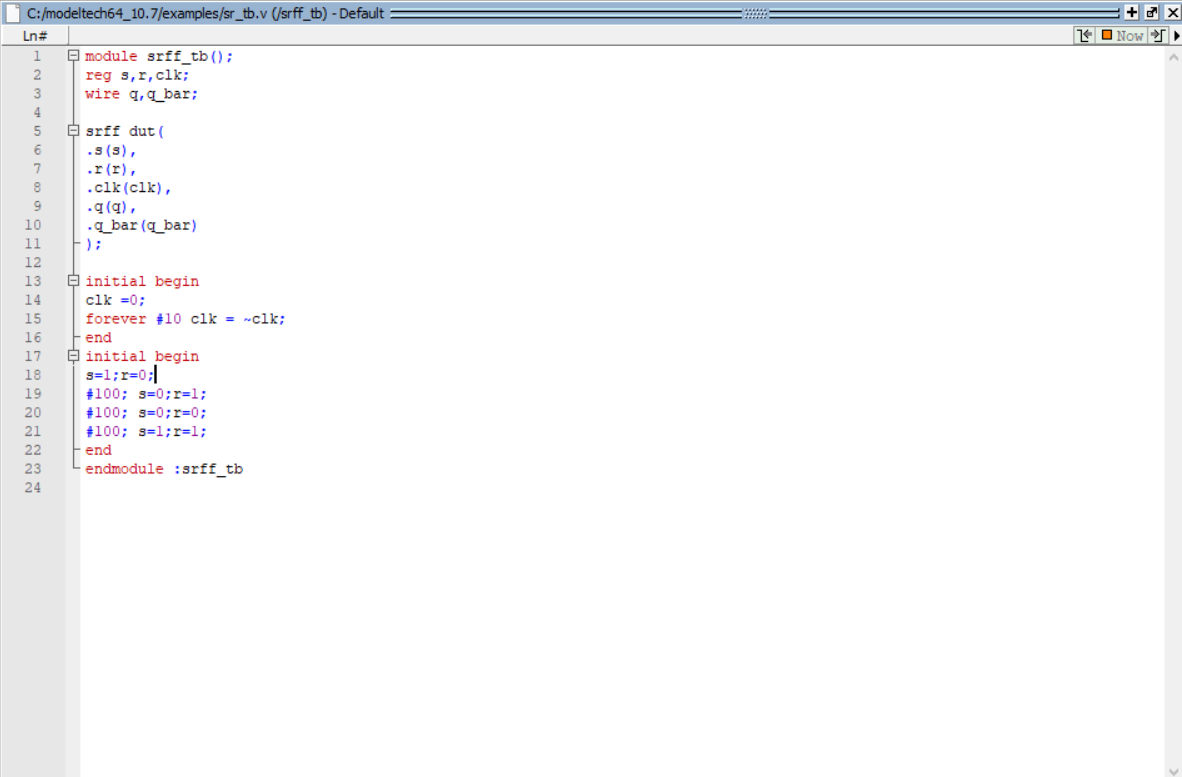 C:/modeltech64_10.7/examples/sr_tb.v (/srff_tb) - Default
Ln#
Now
1 module srff_tb();
2 reg s,r,clk;
3 wire q,q_bar;
4
5 srff dut(
6 .s(s),
7 .r(r),
8 .clk(clk),
9 .q(q),
10 .q_bar(q_bar)
11 );
12
13 initial begin
14 clk =0;
15 forever #10 clk = ~clk;
16 end
17 initial begin
18 s=1;r=0;
19 #100; s=0;r=1;
20 #100; s=0;r=0;
21 #100; s=1;r=1;
22 end
23 endmodule :srff_tb
24